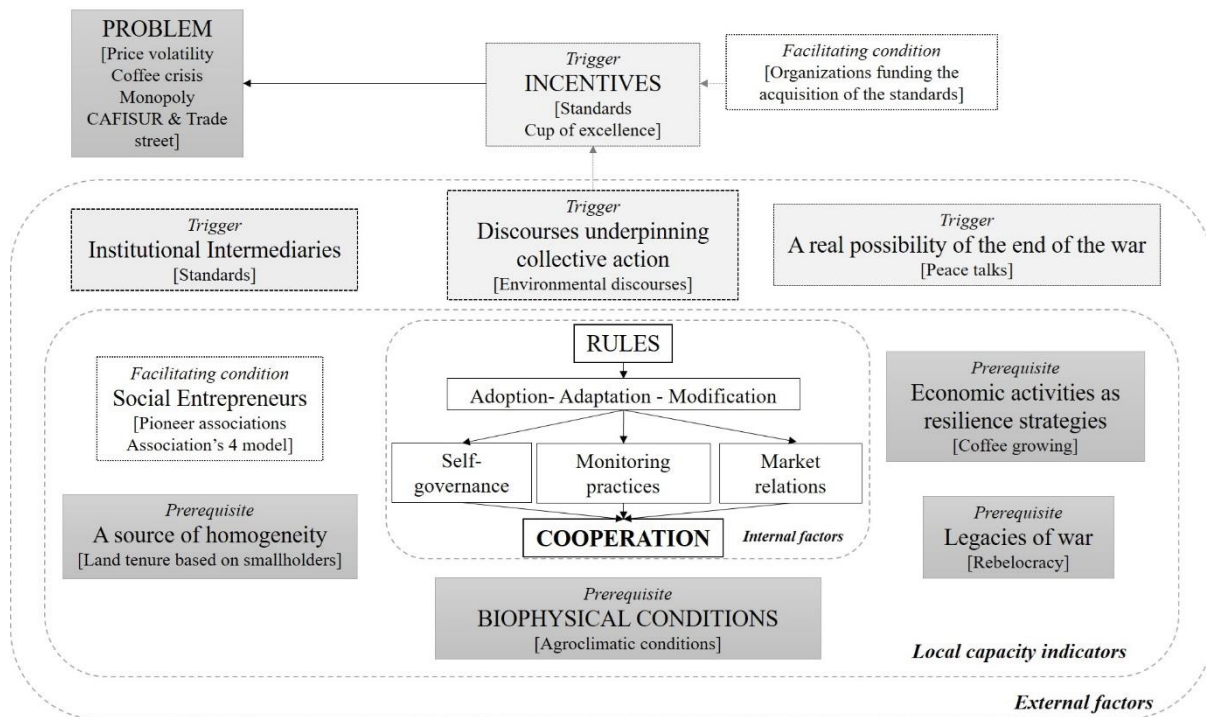 PROBLEM
[Price volatility
Coffee crisis
Monopoly
CAFISUR & Trade
street]
Trigger
INCENTIVES
[Standards
Cup of excellence]
Facilitating condition
[Organizations funding the
acquisition of the standards]
Trigger
Institutional Intermediaries
[Standards]
Trigger
Discourses underpinning
collective action
[Environmental discourses]
Trigger
A real possibility of the end of the war
[Peace talks]
Facilitating condition
Social Entrepreneurs
[Pioneer associations
Association's 4 model]
RULES
Adoption- Adaptation - Modification
Self-
governance
Monitoring
practices
Market
relations
COOPERATION
Internal factors
Prerequisite
Economic activities as
resilience strategies
[Coffee growing]
Prerequisite
A source of homogeneity
[Land tenure based on smallholders]
Prerequisite
Legacies of war
[Rebelocracy]
Prerequisite
BIOPHYSICAL CONDITIONS
[Agroclimatic conditions]
Local capacity indicators
External factors